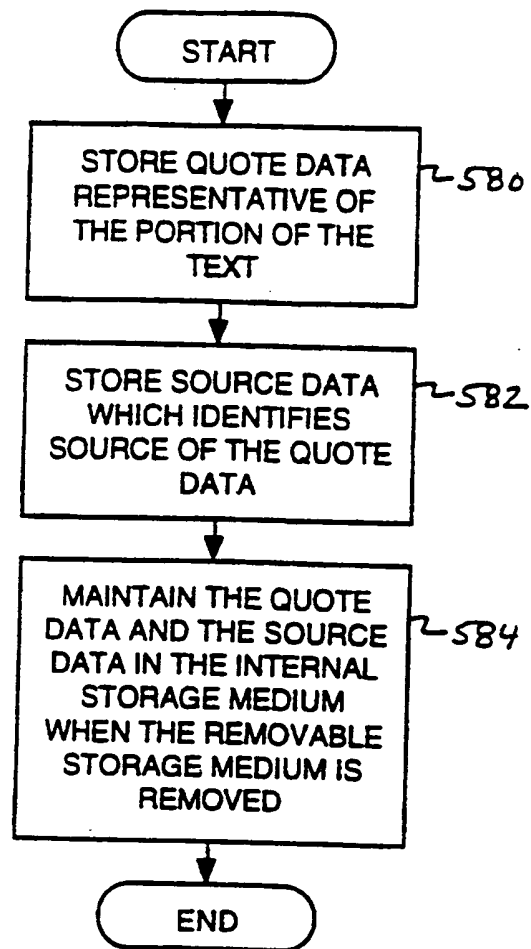 START
STORE QUOTE DATA
REPRESENTATIVE OF
THE PORTION OF THE
TEXT
580
STORE SOURCE DATA
WHICH IDENTIFIES
SOURCE OF THE QUOTE
DATA
582
MAINTAIN THE QUOTE
DATA AND THE SOURCE
DATA IN THE INTERNAL
STORAGE MEDIUM
WHEN THE REMOVABLE
STORAGE MEDIUM IS
REMOVED
584
END